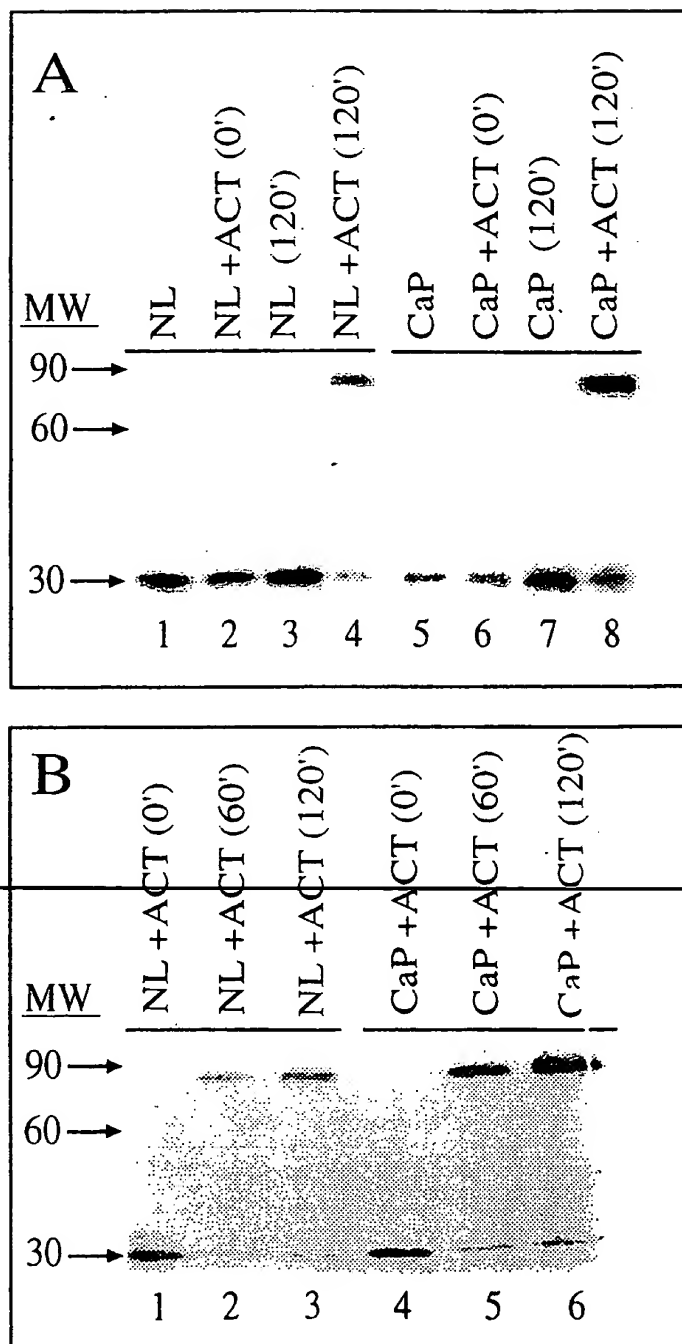 A
NL
NL +ACT (0')
NL (120')
NL +ACT (120')
CaP
CaP +ACT (0')
CaP (120')
CaP +ACT (120')
MW
90
60
30
1 2 3 4 5 6 7 8
B
NL +ACT (0')
NL +ACT (60')
NL +ACT (120')
CaP +ACT (0')
CaP +ACT (60')
CaP +ACT (120')
MW
90
60
30
1 2 3 4 5 6